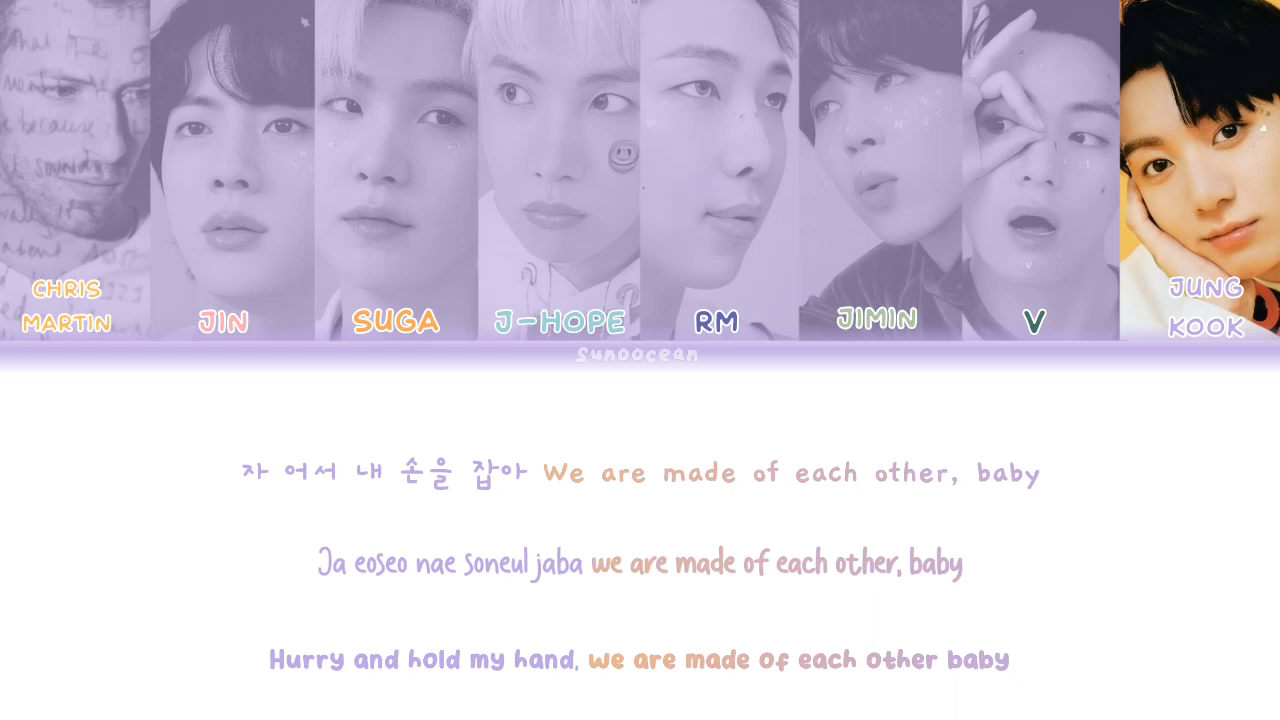 CHRIS
MARTIN
JIN
SUGA
J-HOPE
RM
JIMIN
V
JUNG
KOOK
sunoocean
자 어서 내 손을 잡아 We are made of each other, baby
Ja eoseo nae soneul jaba we are made of each other, baby
Hurry and hold my hand, we are made of each other baby